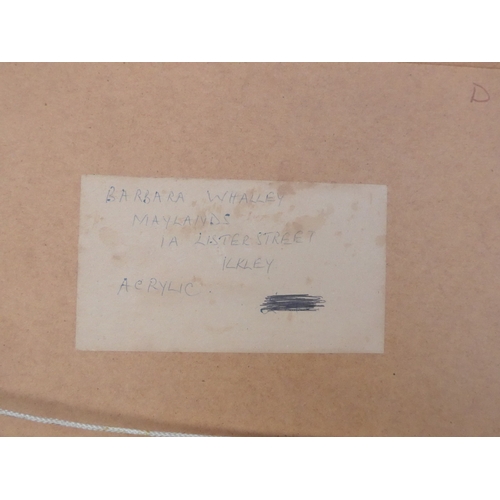 D
BARBARA WHALLEY
MAYLANDS
1A LISTER STREET
ILKLEY
ACRYLIC.